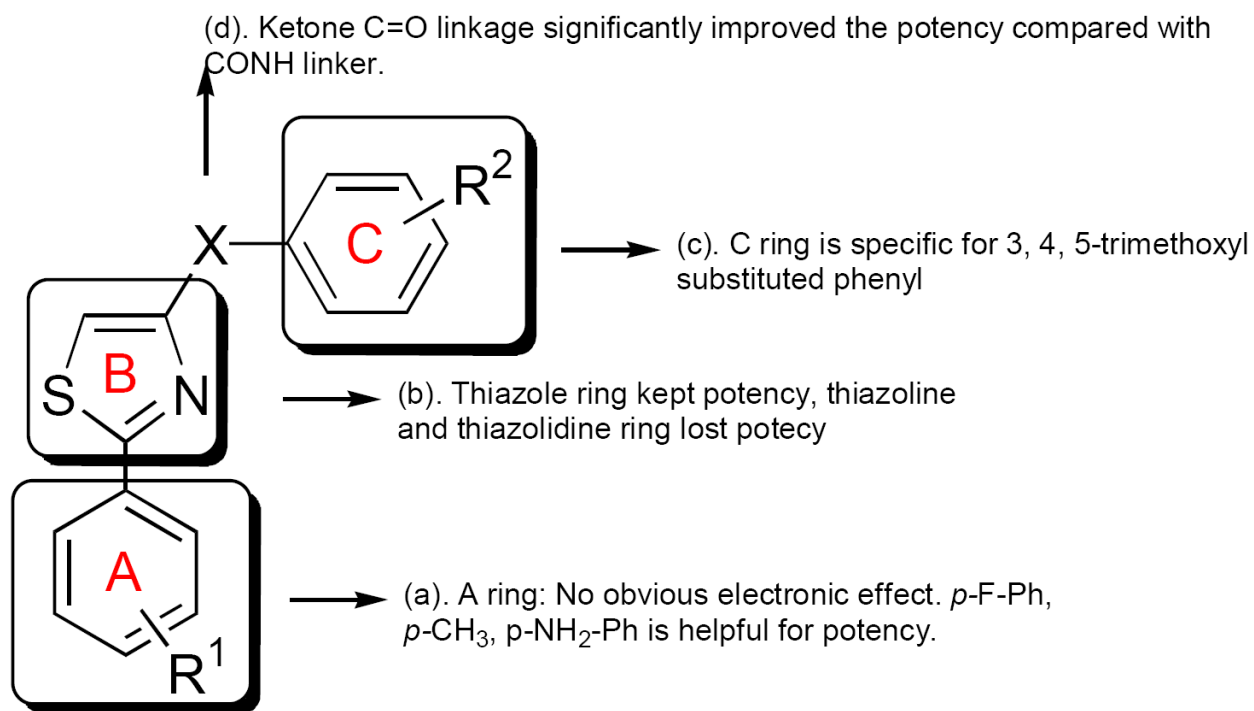 (d). Ketone C=O linkage significantly improved the potency compared with
CONH linker.
R²
X
C
(c). C ring is specific for 3, 4, 5-trimethoxyl
substituted phenyl
B
S
N
(b). Thiazole ring kept potency, thiazoline
and thiazolidine ring lost potecy
A
(a). A ring: No obvious electronic effect. p-F-Ph,
p-CH₃, p-NH₂-Ph is helpful for potency.
R¹